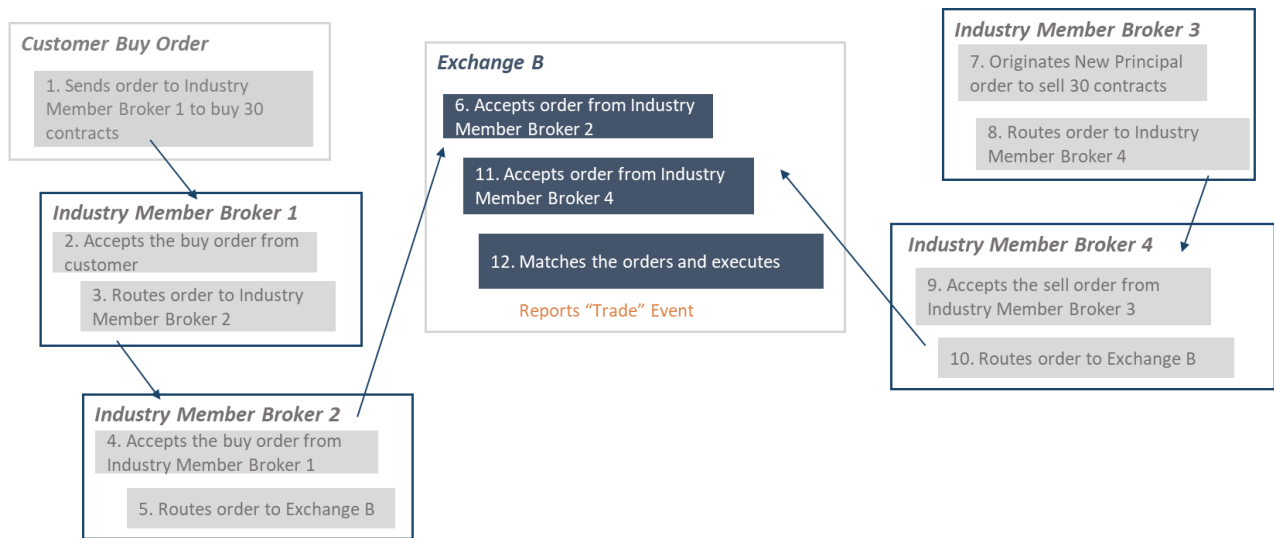 Customer Buy Order
1. Sends order to Industry
Member Broker 1 to buy 30
contracts
Industry Member Broker 1
2. Accepts the buy order from
customer
3. Routes order to Industry
Member Broker 2
Industry Member Broker 2
4. Accepts the buy order from
Industry Member Broker 1
5. Routes order to Exchange B
Exchange B
6. Accepts order from Industry
Member Broker 2
11. Accepts order from Industry
Member Broker 4
12. Matches the orders and executes
Reports “Trade” Event
Industry Member Broker 3
7. Originates New Principal
order to sell 30 contracts
8. Routes order to Industry
Member Broker 4
Industry Member Broker 4
9. Accepts the sell order from
Industry Member Broker 3
10. Routes order to Exchange B